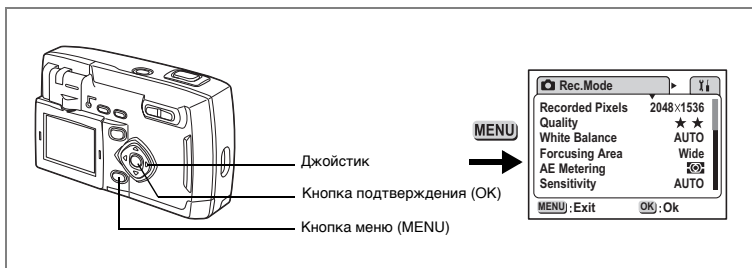 Джойстик
Кнопка подтверждения (OK)
Кнопка меню (MENU)
MENU
Rec.Mode
Recorded Pixels 2048×1536
Quality ★ ★
White Balance AUTO
Forcusing Area Wide
AE Metering
Sensitivity AUTO
MENU : Exit OK : Ok